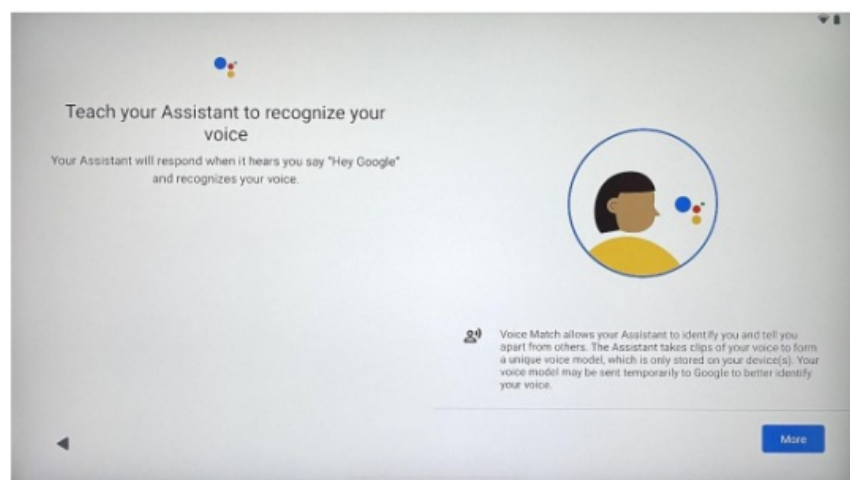 Teach your Assistant to recognize your
voice
Your Assistant will respond when it hears you say "Hey Google"
and recognizes your voice.
Voice Match allows your Assistant to identify you and tell you
apart from others. The Assistant takes clips of your voice to form
a unique voice model, which is only stored on your device(s). Your
voice model may be sent temporarily to Google to better identify
your voice.
More